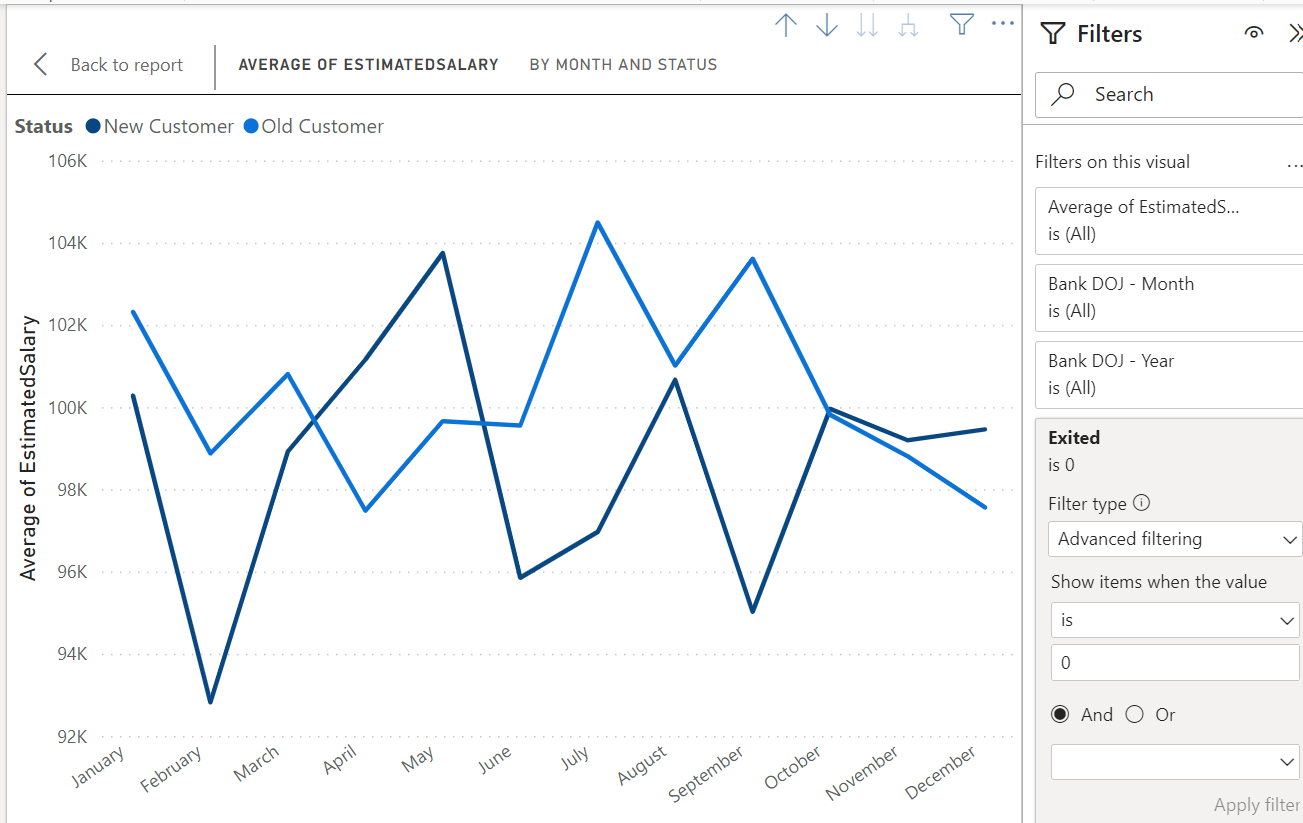 Back to report
AVERAGE OF ESTIMATEDSALARY BY MONTH AND STATUS
Status New Customer Old Customer
106K
104K
102K
100K
98K
96K
94K
92K
Average of EstimatedSalary
January
February
March
April
May
June
July
August
September
October
November
December
Filters
Search
Filters on this visual
...
Average of EstimatedS...
is (All)
Bank DOJ - Month
is (All)
Bank DOJ - Year
is (All)
Exited
is 0
Filter type
Advanced filtering
Show items when the value
is
0
And Or
Apply filter